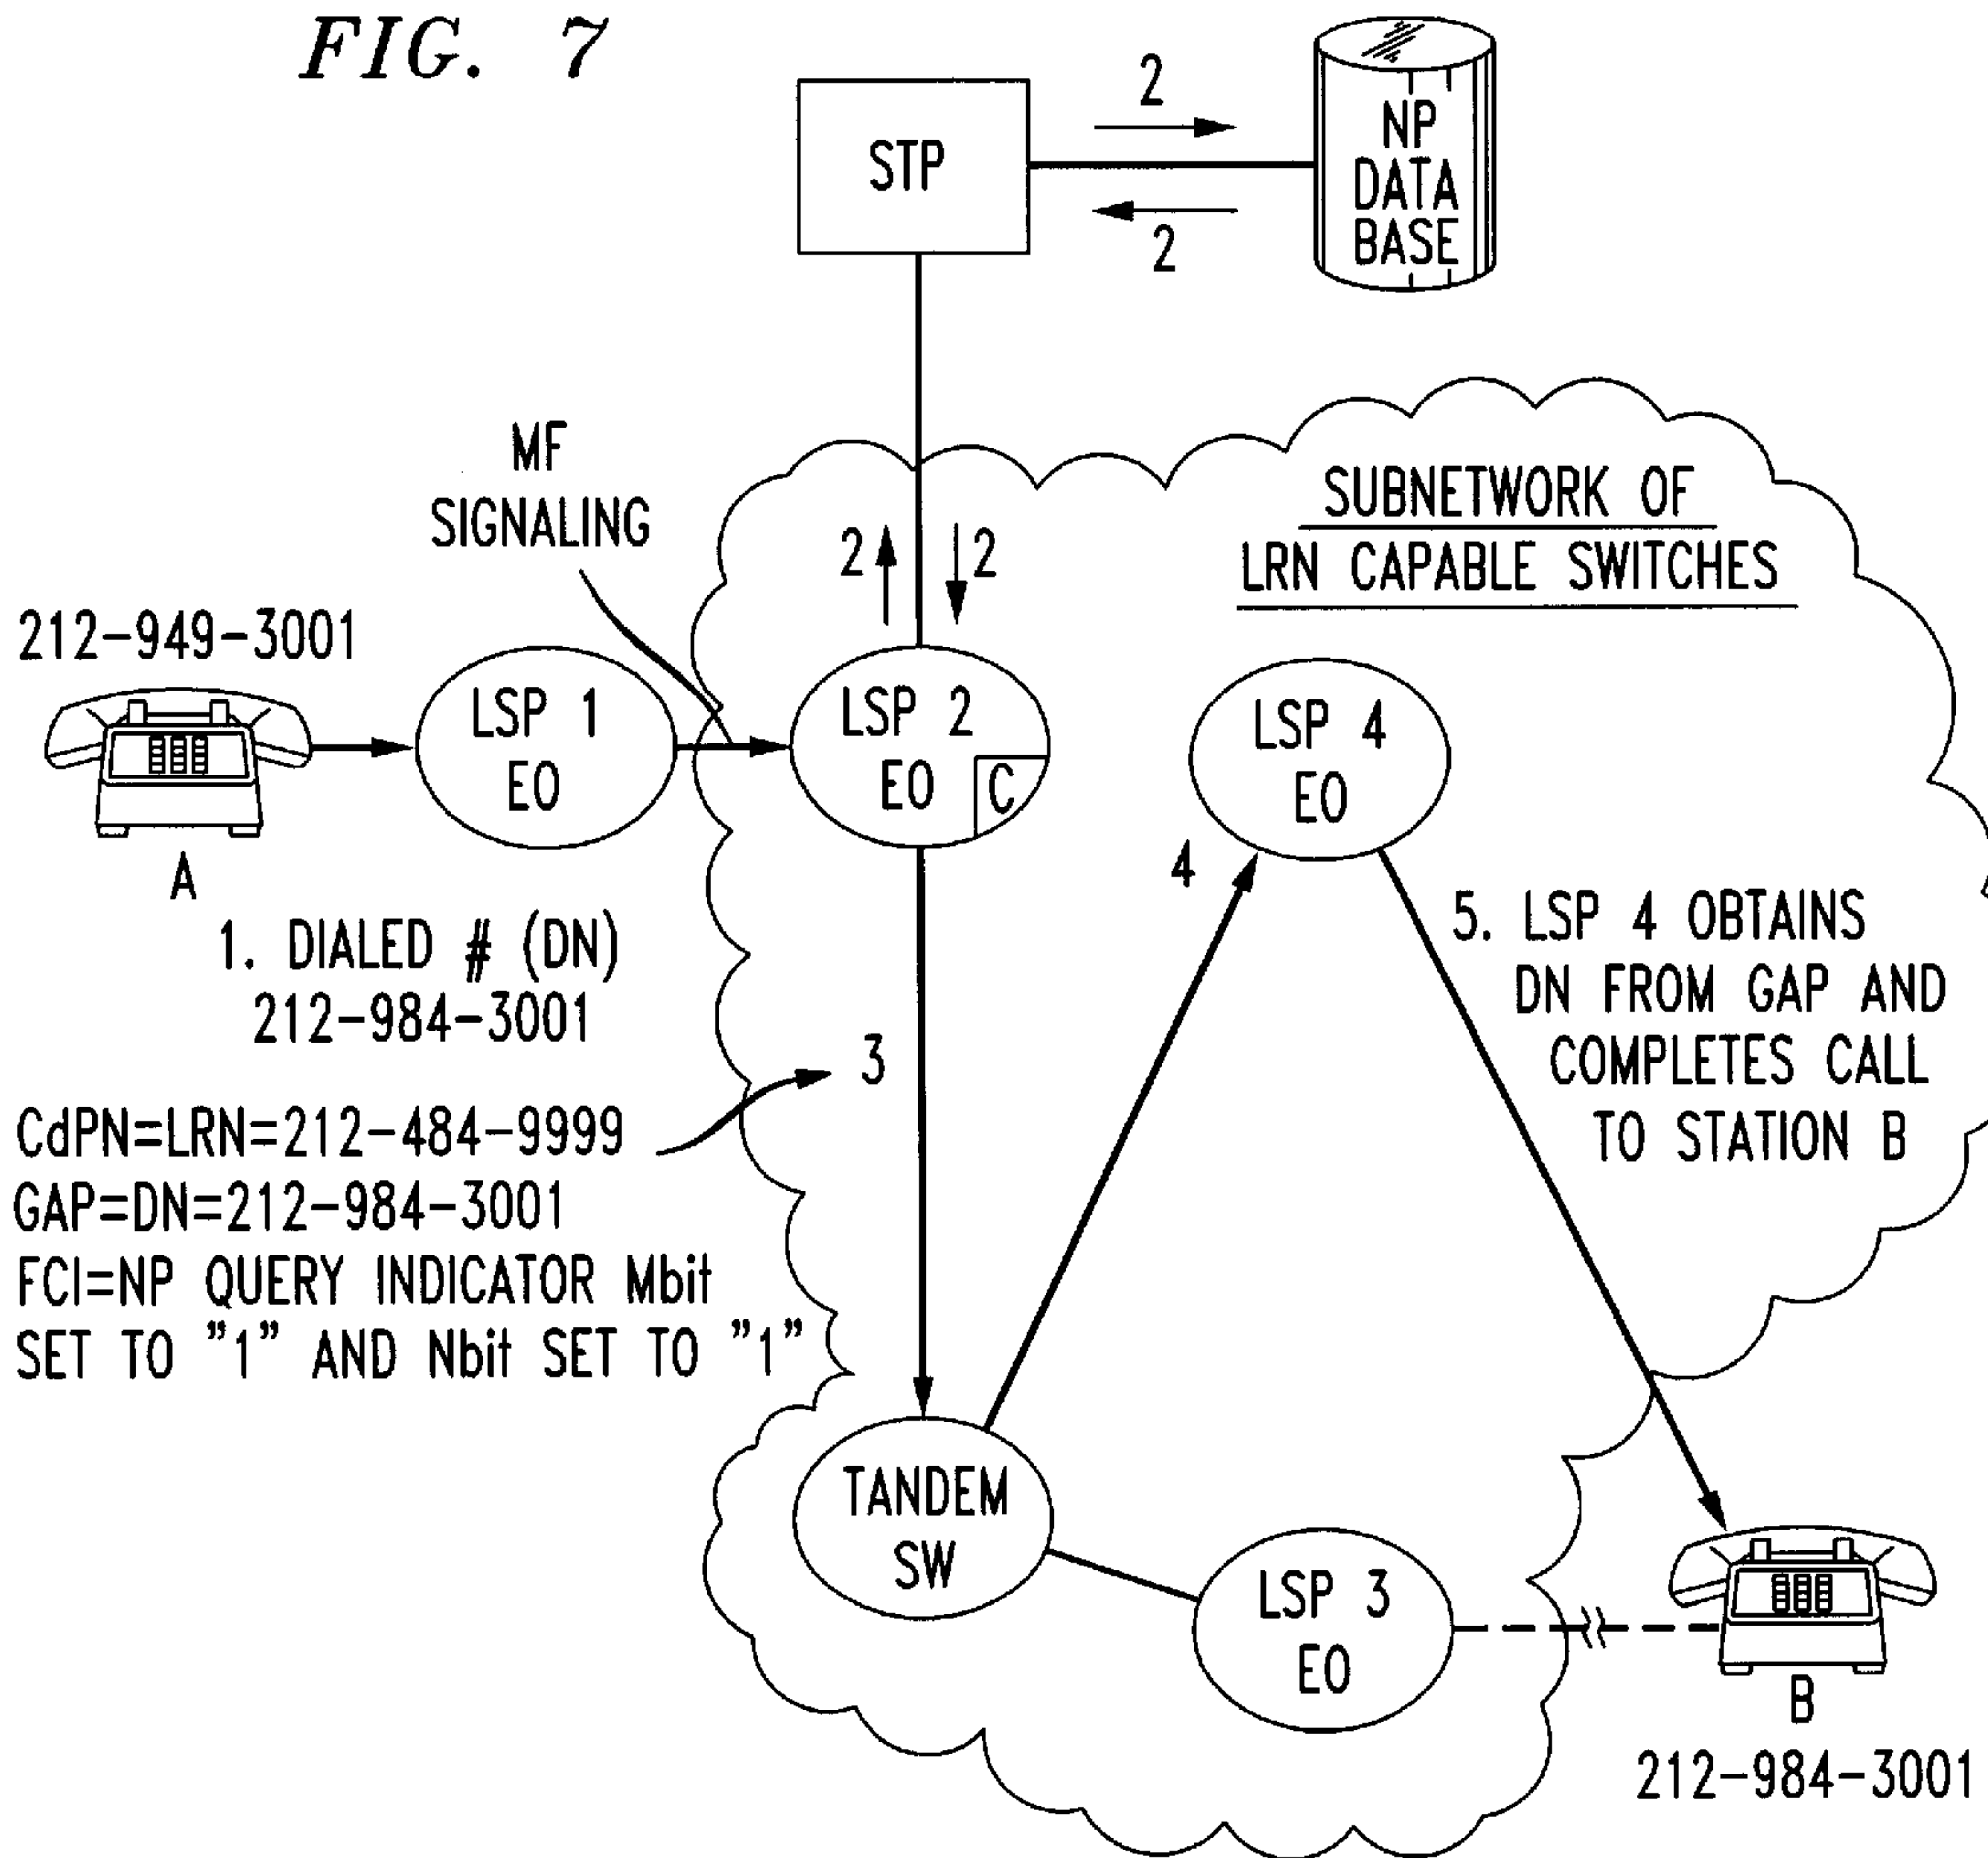 FIG. 7
STP
2
2
NP
DATA
BASE
MF
SIGNALING
2
2
SUBNETWORK OF
LRN CAPABLE SWITCHES
212-949-3001
LSP 1
EO
LSP 2
EO
C
LSP 4
EO
A
1. DIALED # (DN)
212-984-3001
3
4
5. LSP 4 OBTAINS
DN FROM GAP AND
COMPLETES CALL
TO STATION B
CdPN=LRN=212-484-9999
GAP=DN=212-984-3001
FCI=NP QUERY INDICATOR Mbit
SET TO "1" AND Nbit SET TO "1"
TANDEM
SW
LSP 3
EO
B
212-984-3001